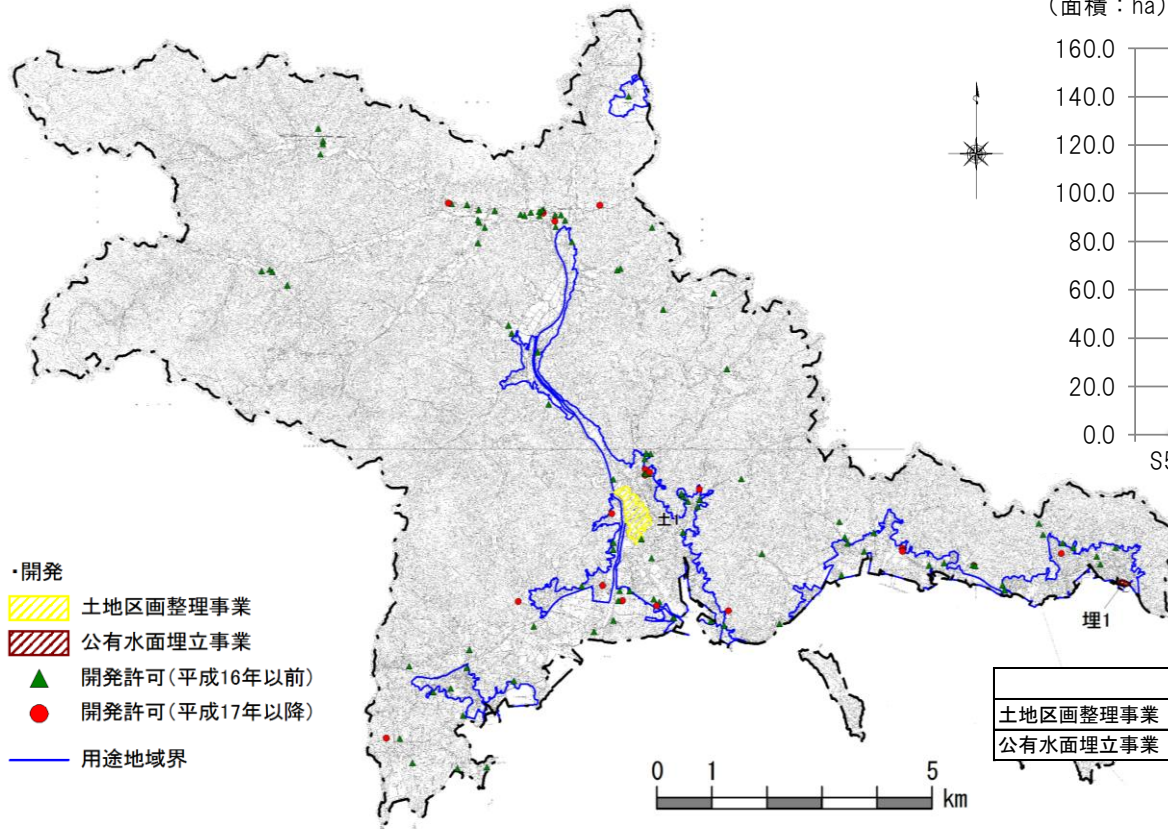 (面積：ha)
160.0
140.0
120.0
100.0
80.0
60.0
40.0
20.0
0.0
S5
土1
埋1
・開発
土地区画整理事業
公有水面埋立事業
開発許可(平成16年以前)
開発許可(平成17年以降)
用途地域界
0 1 5
km
土地区画整理事業
公有水面埋立事業